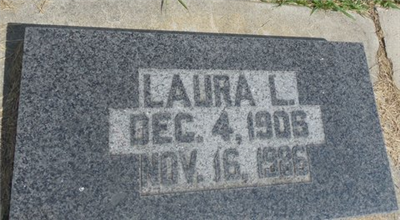 LAURA L.
DEC. 4, 1906
NOV. 16, 1986